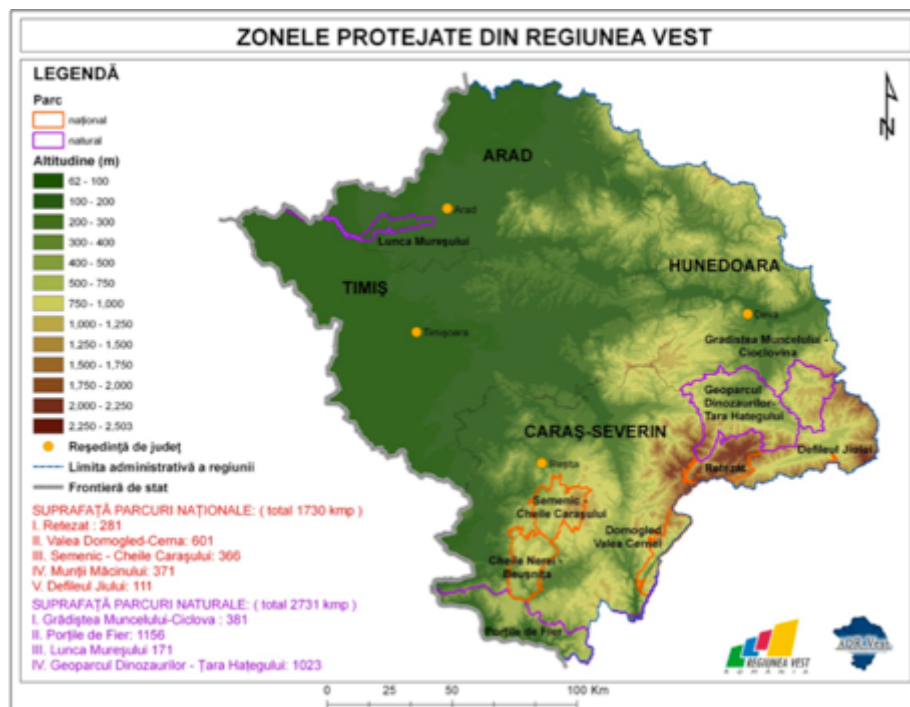 ZONELE PROTEJATE DIN REGIUNEA VEST
LEGENDĂ
Parc
național
natural
Altitudine (m)
62 - 100
100 - 200
200 - 300
300 - 400
400 - 500
500 - 750
750 - 1,000
1,000 - 1,250
1,250 - 1,500
1,500 - 1,750
1,750 - 2,000
2,000 - 2,250
2,250 - 2,503
Reședință de județ
Limita administrativă a regiunii
Frontieră de stat
SUPRAFAȚĂ PARCURI NAȚIONALE: ( total 1730 kmp )
I. Retezat : 281
II. Valea Domogled-Cerna: 601
III. Semenic - Cheile Carașului: 366
IV. Munții Măcinului: 371
V. Defileul Jiului: 111
SUPRAFAȚĂ PARCURI NATURALE: ( total 2731 kmp )
I. Grădiștea Muncelului-Ciclova : 381
II. Porțile de Fier: 1156
III. Lunca Mureșului 171
IV. Geoparcul Dinozaurilor - Țara Hațegului: 1023
N
ARAD
Arad
Lunca Mureșului
TIMIȘ
Timișoara
HUNEDOARA
Deva
Gradistea Muncelului -
Cioclovina
Geoparcul
Dinozaurilor-
Tara Hategului
CARAȘ-SEVERIN
Defileul Jiului
Retezat
Reșița
Semenic -
Cheile Carașului
Domogled
Valea Cernei
Cheile Nerei -
Beușnița
Porțile de Fier
REGIUNEA VEST
ROMÂNIA
ADRVest
0 25 50 100 Km